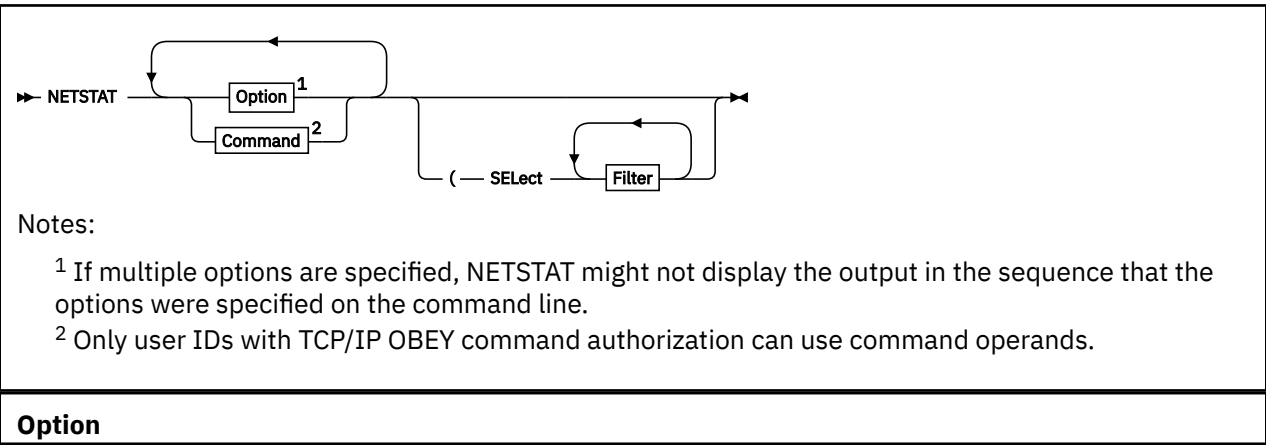 NETSTAT
Option 1
Command 2
( SELect Filter
Notes:
1 If multiple options are specified, NETSTAT might not display the output in the sequence that the
options were specified on the command line.
2 Only user IDs with TCP/IP OBEY command authorization can use command operands.
Option